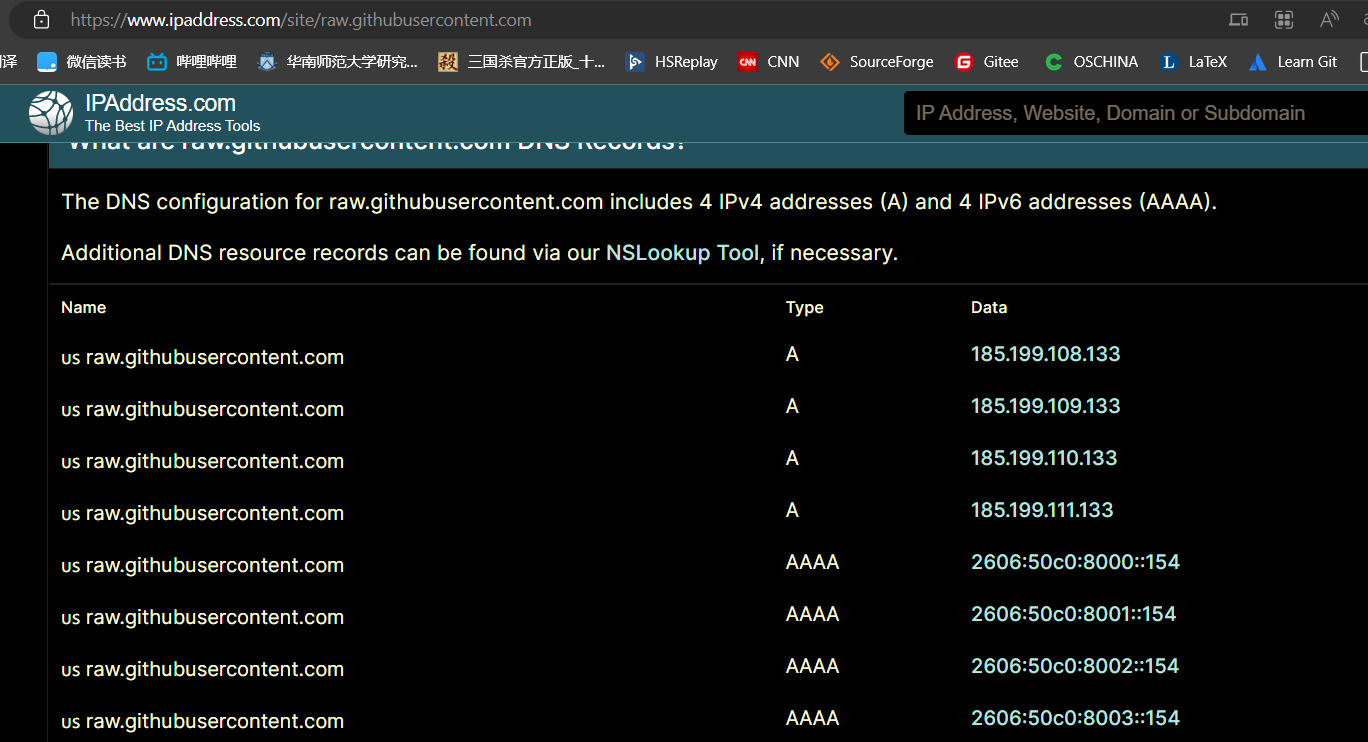 https://www.ipaddress.com/site/raw.githubusercontent.com
译 微信读书 哔哩哔哩 华南师范大学研究... 三国杀官方正版_十... HSReplay CNN SourceForge Gitee OSCHINA LaTeX Learn Git
IPAddress.com
The Best IP Address Tools
IP Address, Website, Domain or Subdomain
What are raw.githubusercontent.com DNS Records?
The DNS configuration for raw.githubusercontent.com includes 4 IPv4 addresses (A) and 4 IPv6 addresses (AAAA).
Additional DNS resource records can be found via our NSLookup Tool, if necessary.
Name Type Data
us raw.githubusercontent.com A 185.199.108.133
us raw.githubusercontent.com A 185.199.109.133
us raw.githubusercontent.com A 185.199.110.133
us raw.githubusercontent.com A 185.199.111.133
us raw.githubusercontent.com AAAA 2606:50c0:8000::154
us raw.githubusercontent.com AAAA 2606:50c0:8001::154
us raw.githubusercontent.com AAAA 2606:50c0:8002::154
us raw.githubusercontent.com AAAA 2606:50c0:8003::154